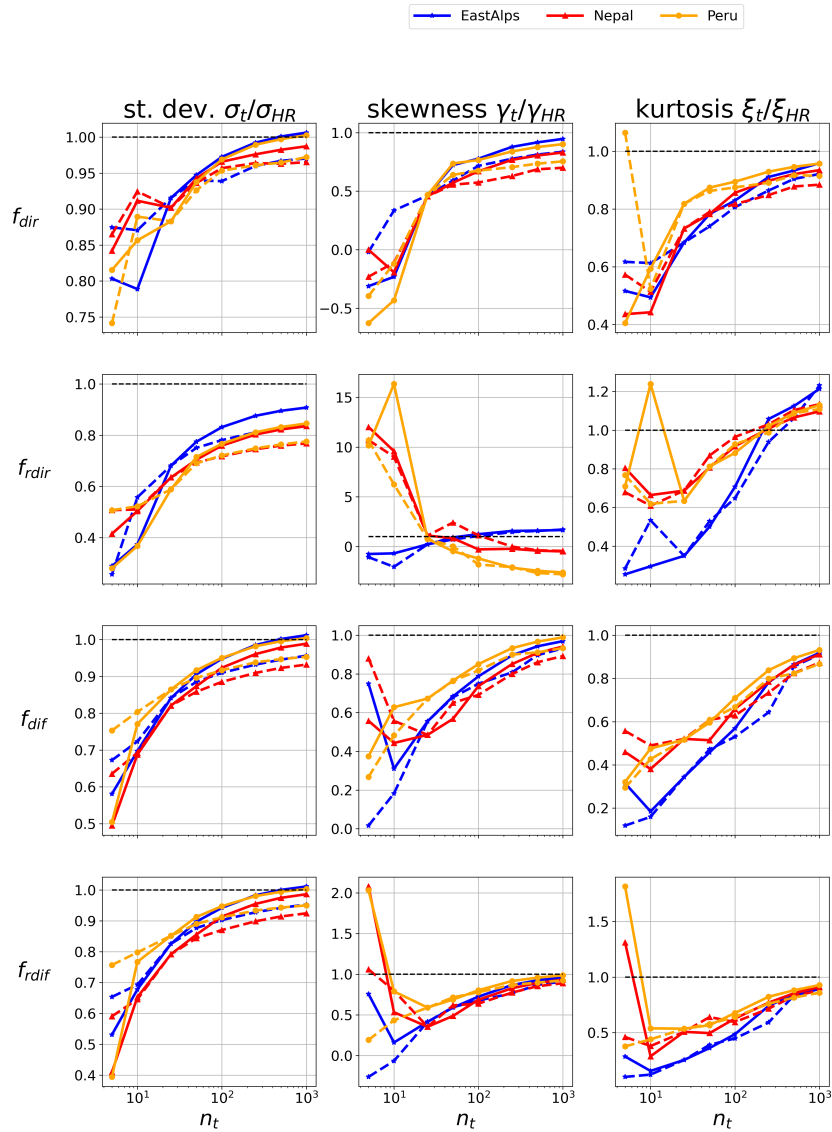 EastAlps Nepal Peru
st. dev. σt/σHR skewness γt/γHR kurtosis ξt/ξHR
fdir
1.00 0.95 0.90 0.85 0.80 0.75
1.0 0.5 0.0 −0.5
1.0 0.8 0.6 0.4
frdir
1.0 0.8 0.6 0.4
15 10 5 0
1.2 1.0 0.8 0.6 0.4
fdif
1.0 0.9 0.8 0.7 0.6 0.5
1.0 0.8 0.6 0.4 0.2 0.0
1.0 0.8 0.6 0.4 0.2
frdif
1.0 0.9 0.8 0.7 0.6 0.5 0.4
2.0 1.5 1.0 0.5 0.0
1.5 1.0 0.5
10¹ 10² 10³ 10¹ 10² 10³ 10¹ 10² 10³
nt nt nt